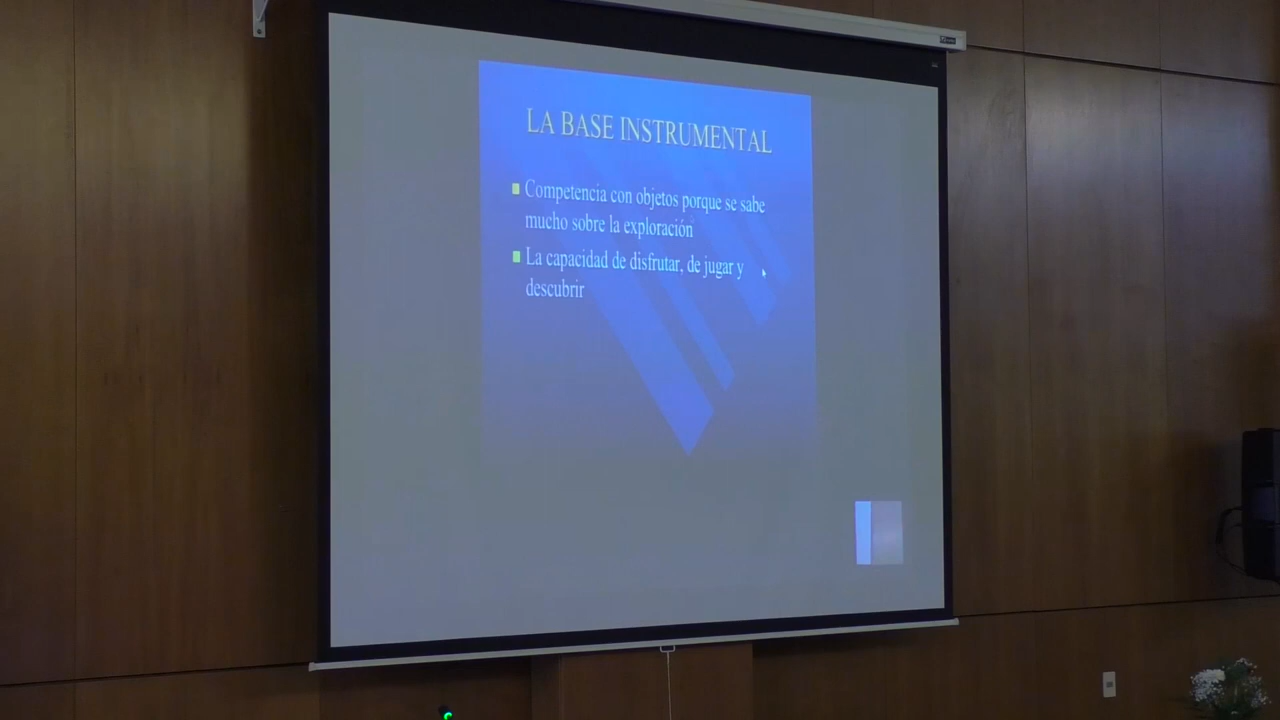 LA BASE INSTRUMENTAL
Competencia con objetos porque se sabe
mucho sobre la exploración
La capacidad de disfrutar, de jugar y
descubrir